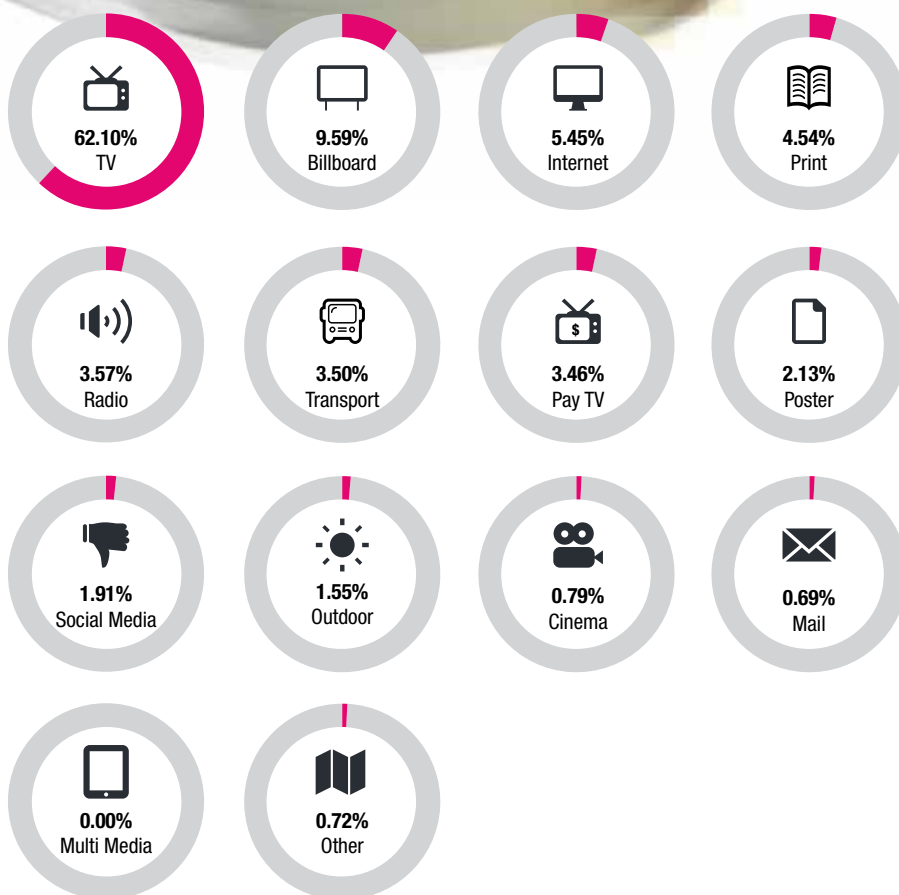 62.10%
TV
9.59%
Billboard
5.45%
Internet
4.54%
Print
3.57%
Radio
3.50%
Transport
$
3.46%
Pay TV
2.13%
Poster
1.91%
Social Media
1.55%
Outdoor
0.79%
Cinema
0.69%
Mail
0.00%
Multi Media
0.72%
Other